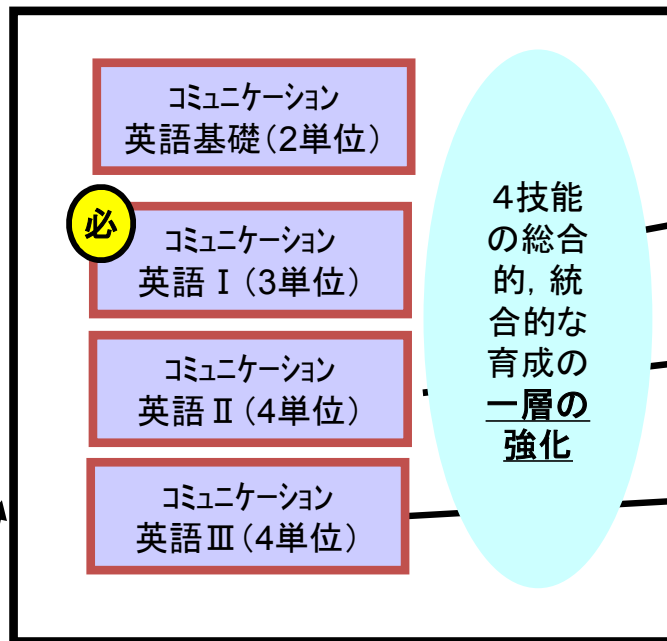 コミュニケーション
英語基礎(2単位)
必
コミュニケーション
英語Ⅰ(3単位)
コミュニケーション
英語Ⅱ(4単位)
コミュニケーション
英語Ⅲ(4単位)
4技能
の総合
的,統
合的な
育成の
一層の
強化